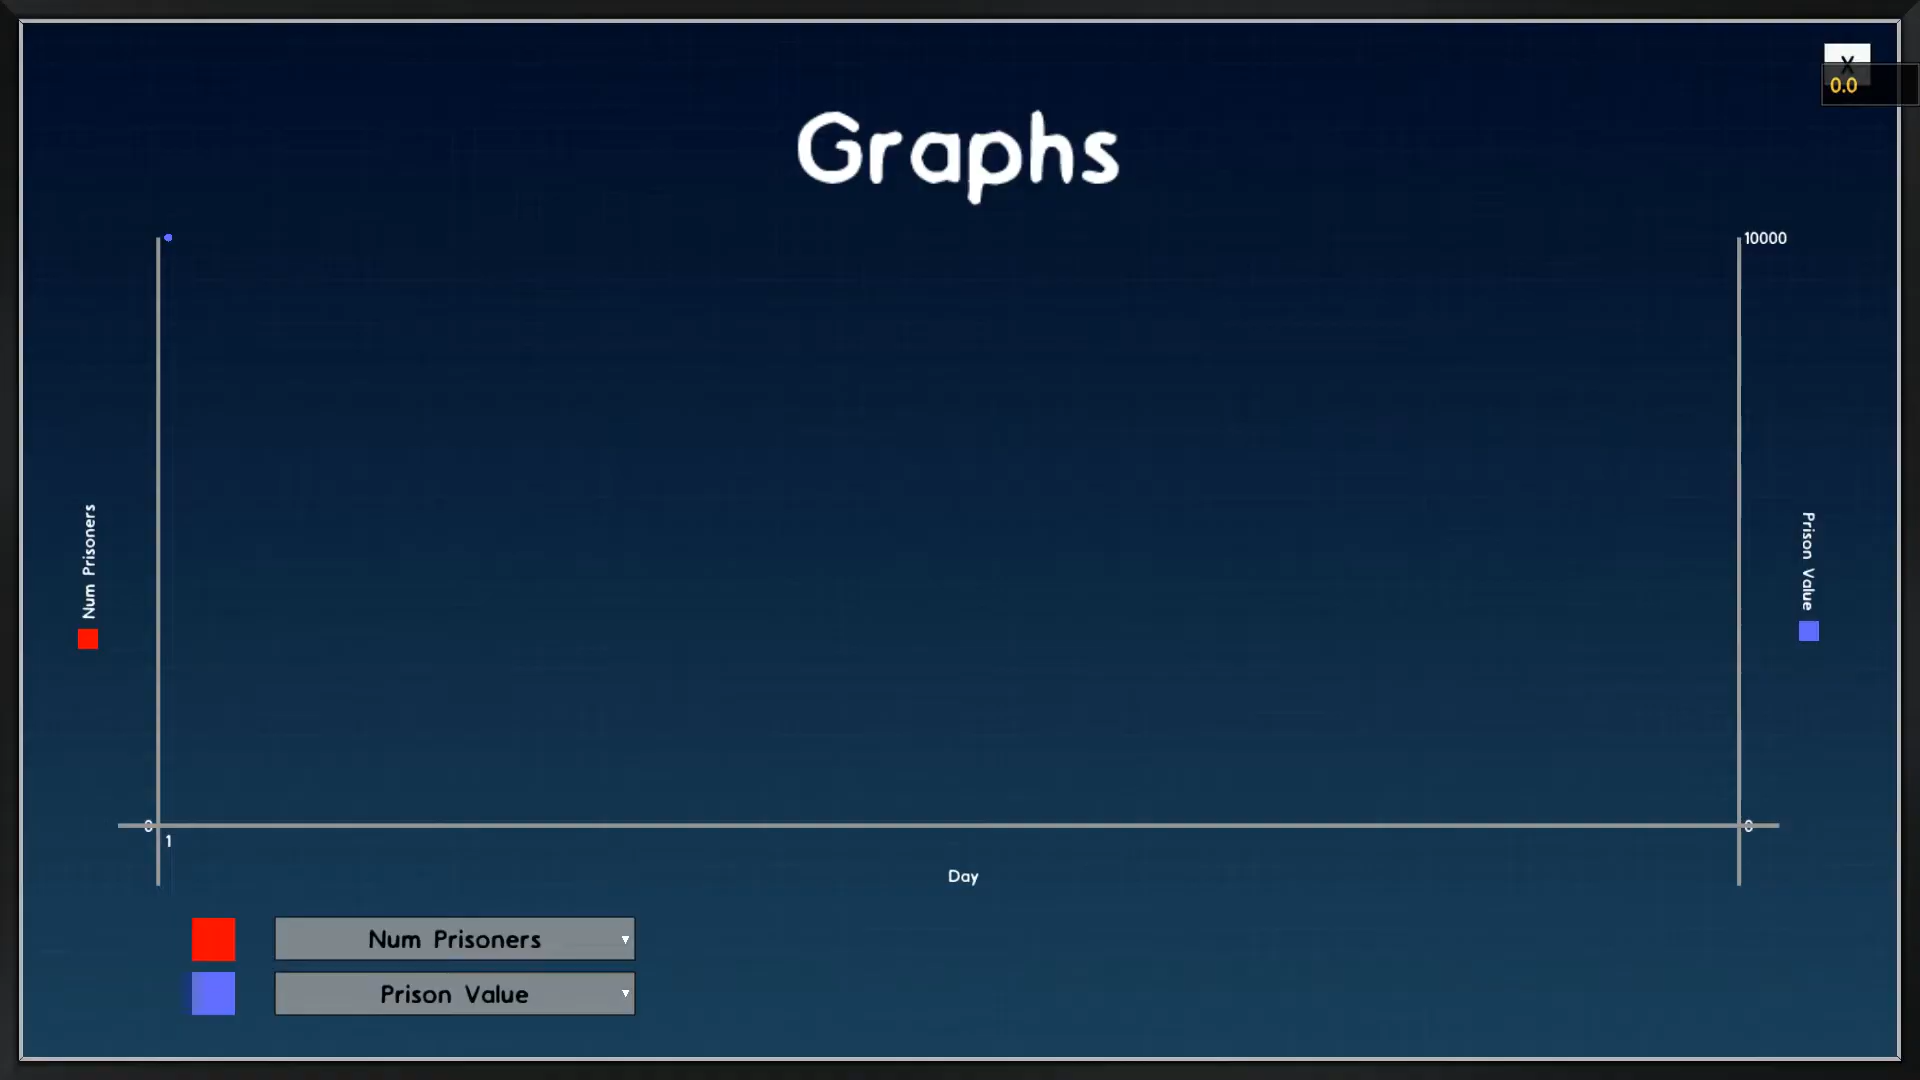 X
0.0
Graphs
10000
Num Prisoners
Prison Value
0
0
1
Day
Num Prisoners
Prison Value